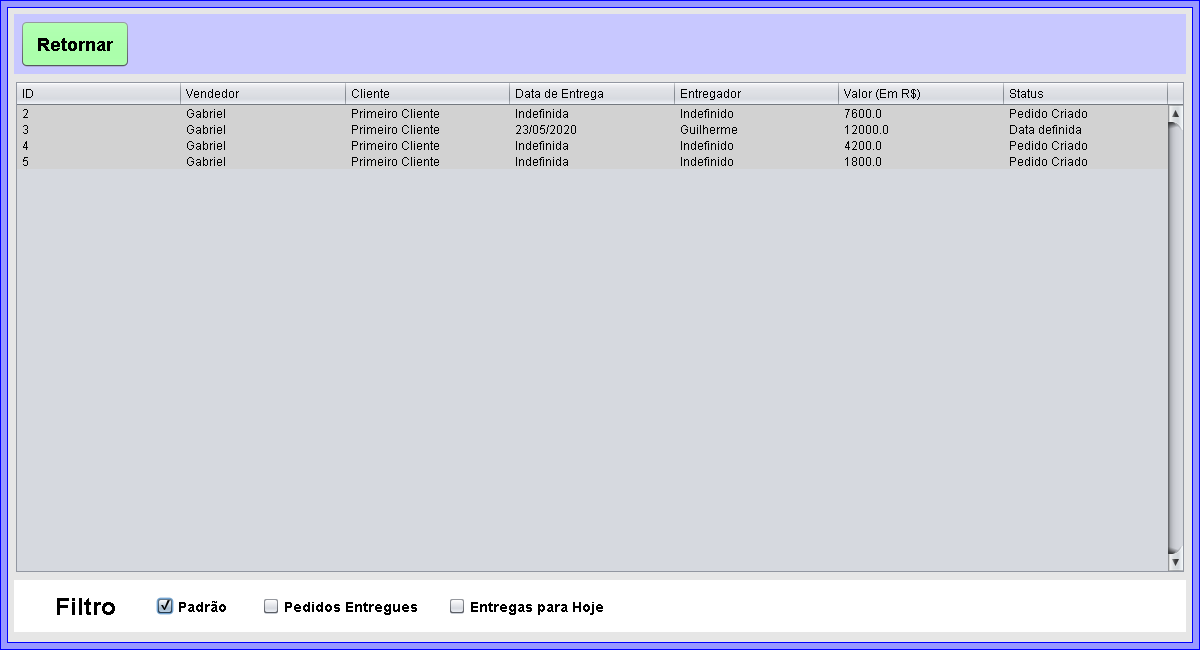 Retornar
ID Vendedor Cliente Data de Entrega Entregador Valor (Em R$) Status
2 Gabriel Primeiro Cliente Indefinida Indefinido 7600.0 Pedido Criado
3 Gabriel Primeiro Cliente 23/05/2020 Guilherme 12000.0 Data definida
4 Gabriel Primeiro Cliente Indefinida Indefinido 4200.0 Pedido Criado
5 Gabriel Primeiro Cliente Indefinida Indefinido 1800.0 Pedido Criado
Filtro Padrão Pedidos Entregues Entregas para Hoje